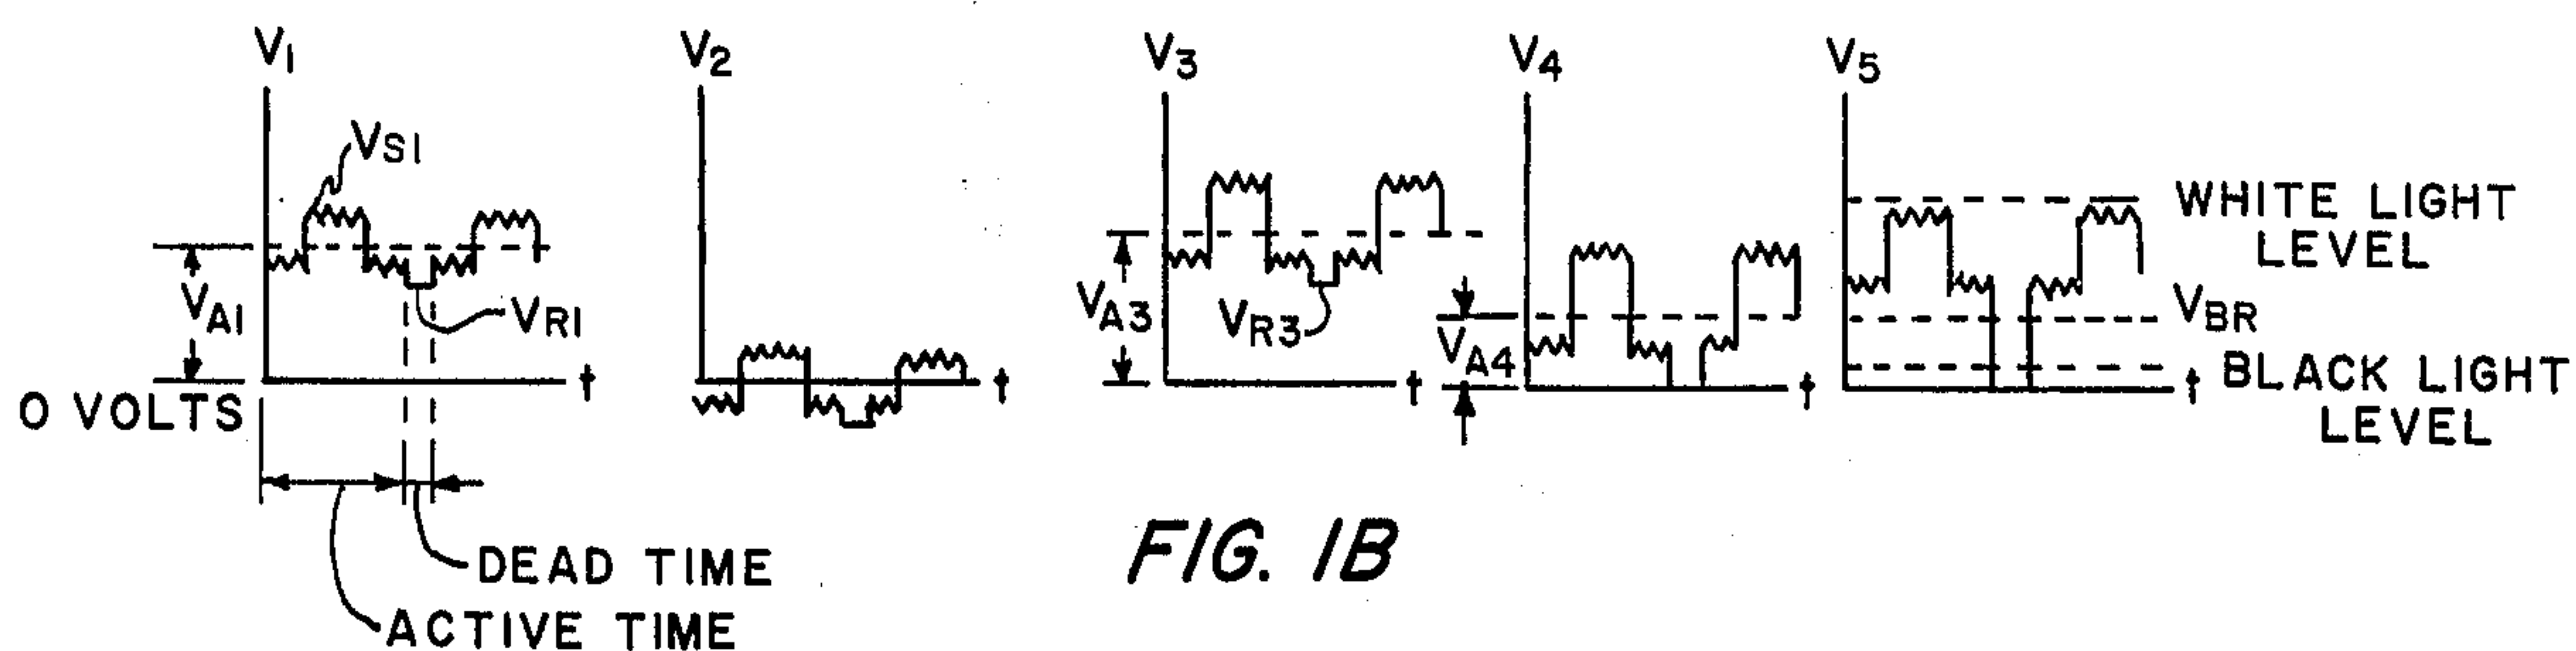 V1
V2
V3
V4
V5
VS1
WHITE LIGHT
LEVEL
VA1
VR1
VA3
VR3
VA4
VBR
t
t
t
t
t
BLACK LIGHT
LEVEL
0 VOLTS
DEAD TIME
ACTIVE TIME
FIG. 1B